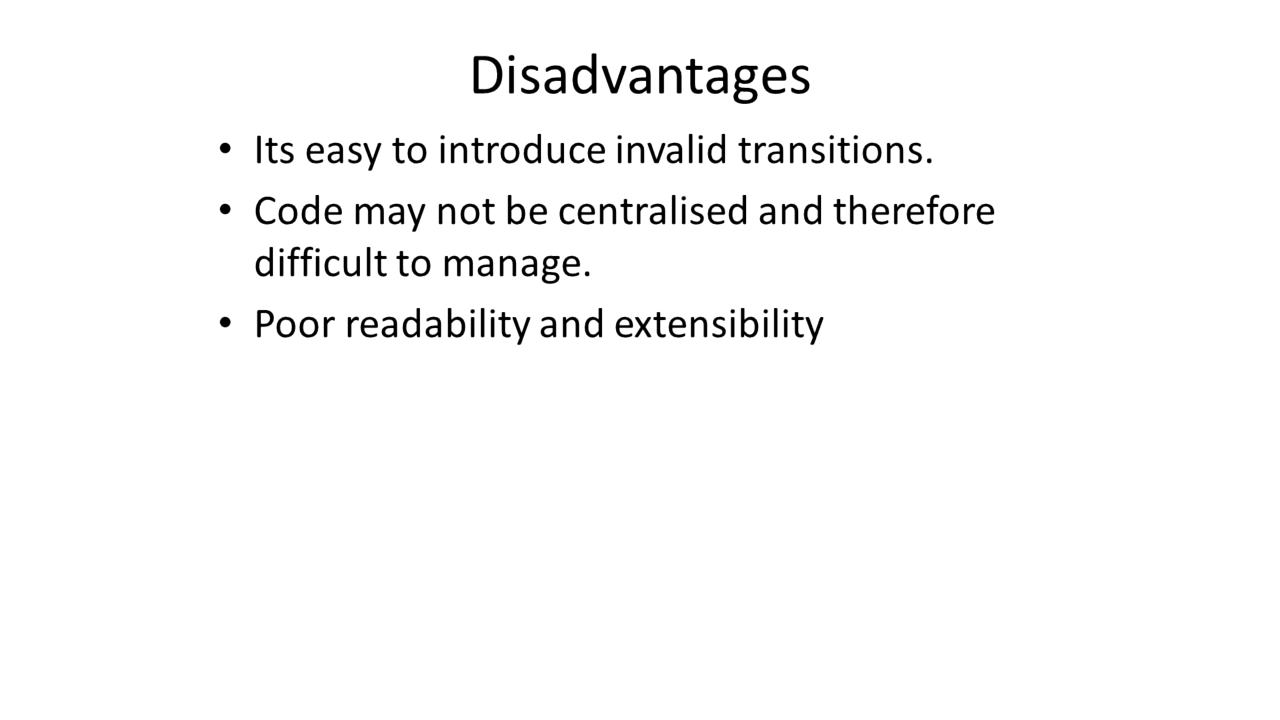 Disadvantages
• Its easy to introduce invalid transitions.
• Code may not be centralised and therefore
difficult to manage.
• Poor readability and extensibility